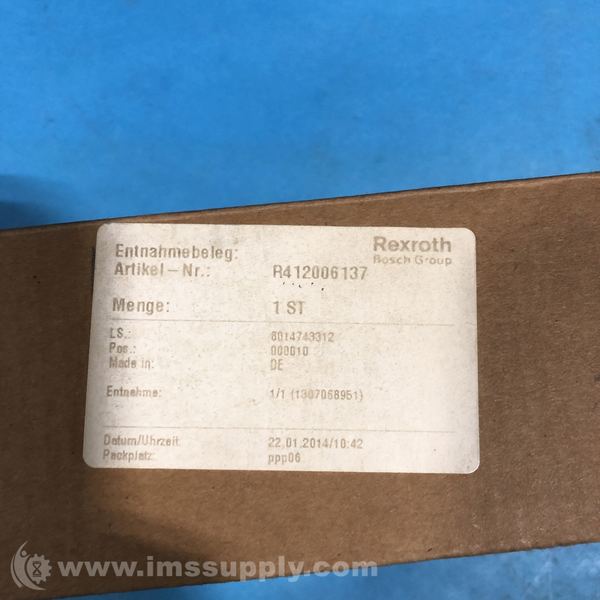 Rexroth
Bosch Group
Entnahmebeleg:
Artikel-Nr.: R412006137
Menge: 1 ST
LS.: 8014743312
Pos.: 000010
Made in: DE
Entnahme: 1/1 (1307068951)
Datum/Uhrzeit: 22.01.2014/10:42
Packplatz: ppp06
www.imssupply.com